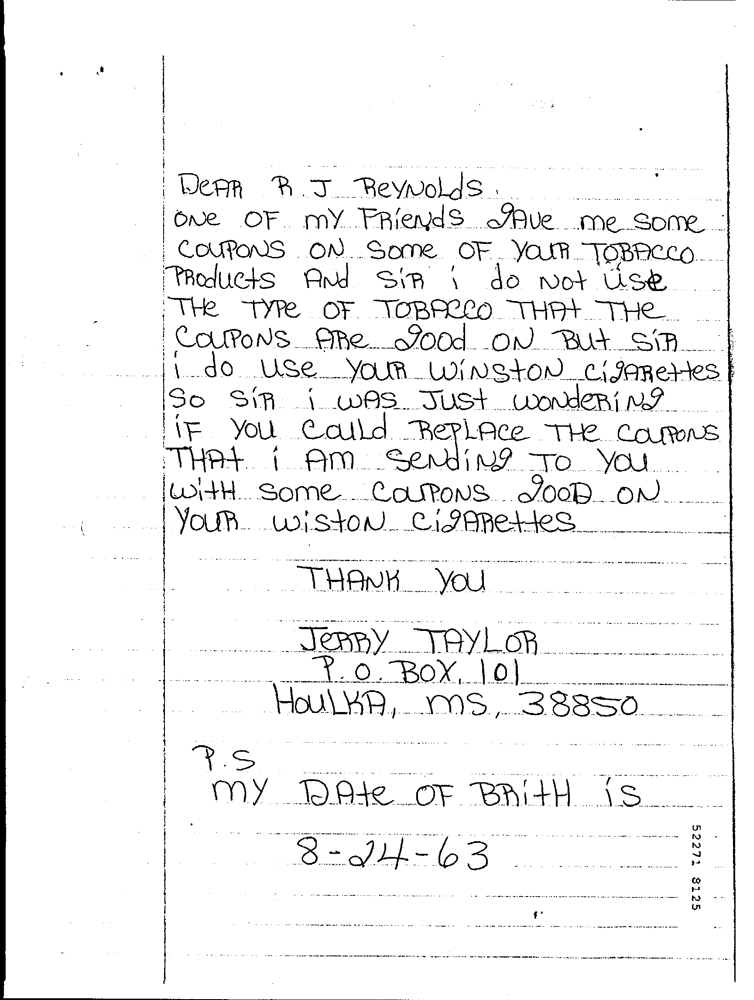 DeAR R. J ReYNoLdS.
ONe OF mY FRieNdS gAVe me Some
COUPONS ON Some OF YouR TOBACCO
PRoducts ANd SiR i do Not use
THe TYPe OF TOBACCO THAt THe
COUPONS ARe good ON But SiR
i do use YouR WiNStoN CigARettes
So SiR i WAS Just WoNdeRiNg
iF You Could RePLAce THe COUPONS
THAt i AM SeNdiNg To You
WitH Some COUPONS gooD ON
YouR WistoN CigARettes
THANK You
JeRRY TAYLOR
P. O. BOX, 101
HouLKA, mS, 38850
P.S
mY DAte OF BRitH is
8-24-63
52271 8125